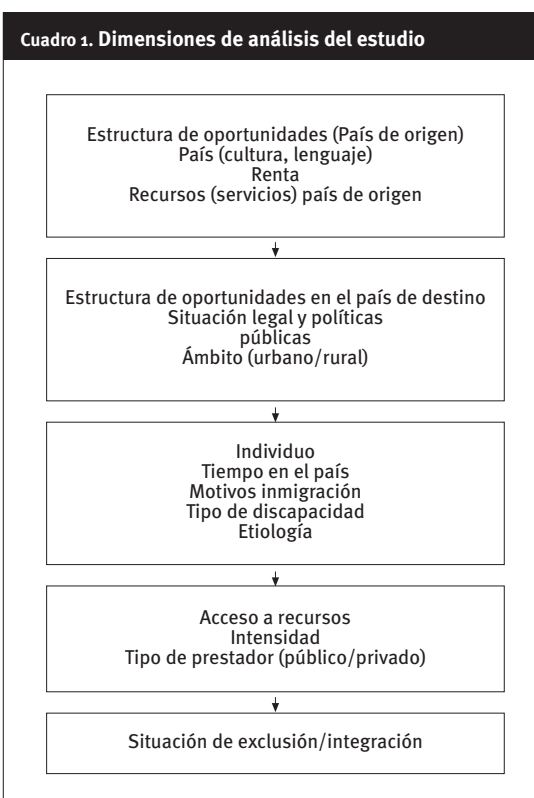 Cuadro 1. Dimensiones de análisis del estudio
Estructura de oportunidades (País de origen)
País (cultura, lenguaje)
Renta
Recursos (servicios) país de origen
Estructura de oportunidades en el país de destino
Situación legal y políticas
públicas
Ámbito (urbano/rural)
Individuo
Tiempo en el país
Motivos inmigración
Tipo de discapacidad
Etiología
Acceso a recursos
Intensidad
Tipo de prestador (público/privado)
Situación de exclusión/integración